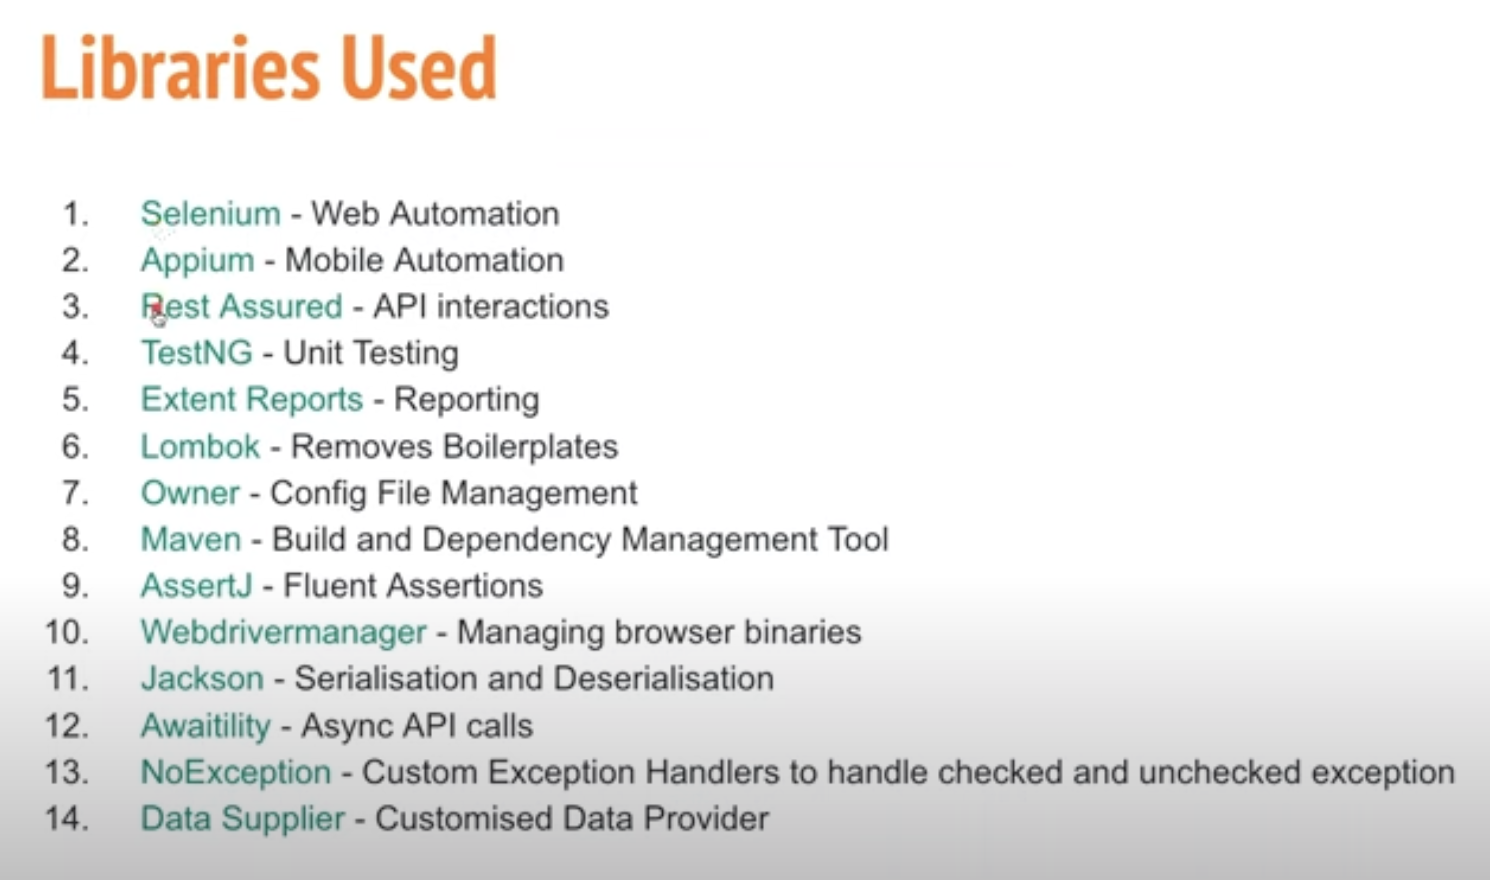 Libraries Used
1. Selenium - Web Automation
2. Appium - Mobile Automation
3. Rest Assured - API interactions
4. TestNG - Unit Testing
5. Extent Reports - Reporting
6. Lombok - Removes Boilerplates
7. Owner - Config File Management
8. Maven - Build and Dependency Management Tool
9. AssertJ - Fluent Assertions
10. Webdrivermanager - Managing browser binaries
11. Jackson - Serialisation and Deserialisation
12. Awaitility - Async API calls
13. NoException - Custom Exception Handlers to handle checked and unchecked exception
14. Data Supplier - Customised Data Provider